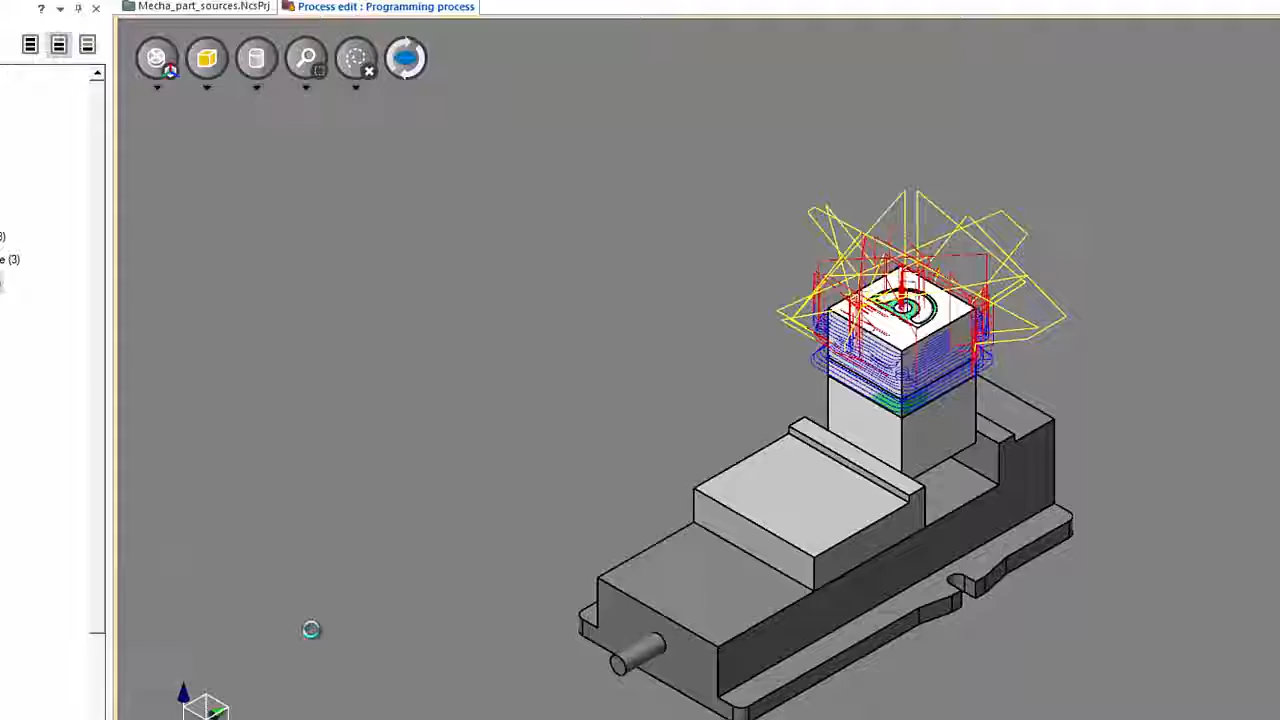 ?
Mecha_part_sources.NcsPrj
Process edit : Programming process
3)
e (3)